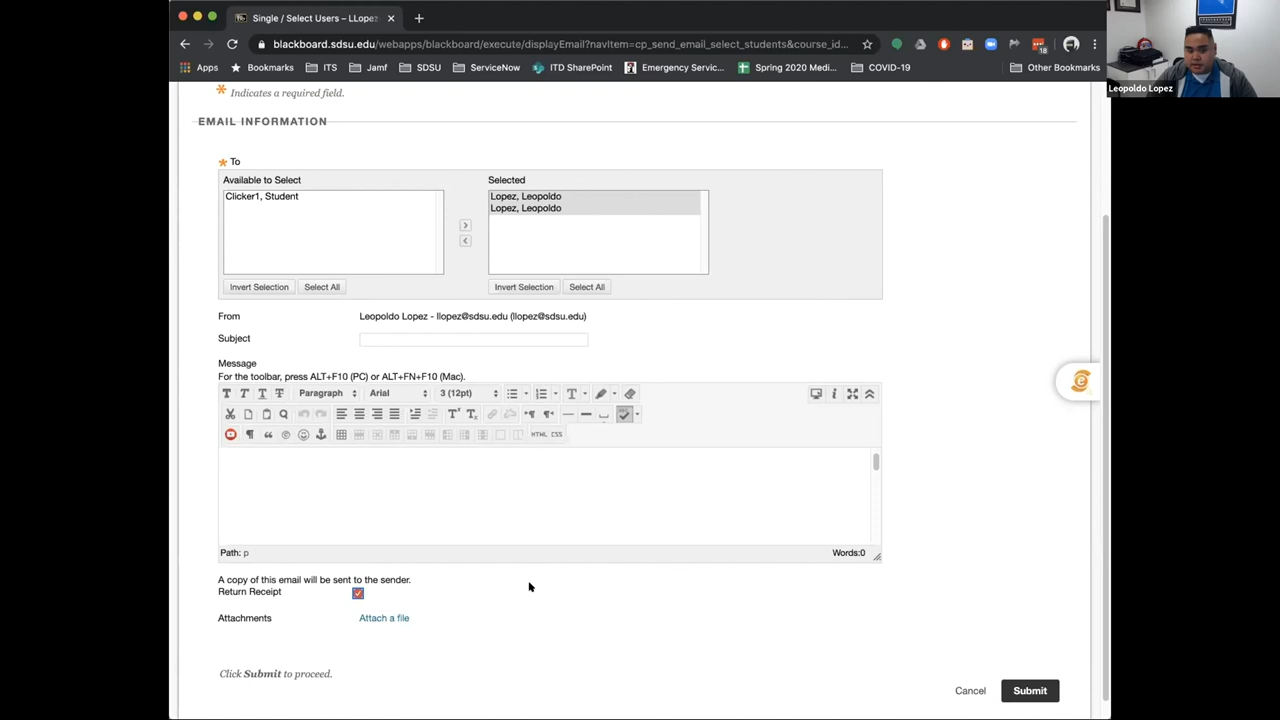 Single / Select Users – LLopez
blackboard.sdsu.edu/webapps/blackboard/execute/displayEmail?navItem=cp_send_email_select_students&course_id...
18
Apps Bookmarks ITS Jamf SDSU ServiceNow ITD SharePoint Emergency Servic... Spring 2020 Medi... COVID-19 Other Bookmarks
Leopoldo Lopez
* Indicates a required field.
EMAIL INFORMATION
* To
Available to Select Selected
Clicker1, Student
Lopez, Leopoldo
Lopez, Leopoldo
Invert Selection Select All Invert Selection Select All
From Leopoldo Lopez - llopez@sdsu.edu (llopez@sdsu.edu)
Subject
Message
For the toolbar, press ALT+F10 (PC) or ALT+FN+F10 (Mac).
T T T T Paragraph Arial 3 (12pt) T
HTML CSS
Path: p Words:0
A copy of this email will be sent to the sender.
Return Receipt
Attachments Attach a file
Click Submit to proceed.
Cancel Submit